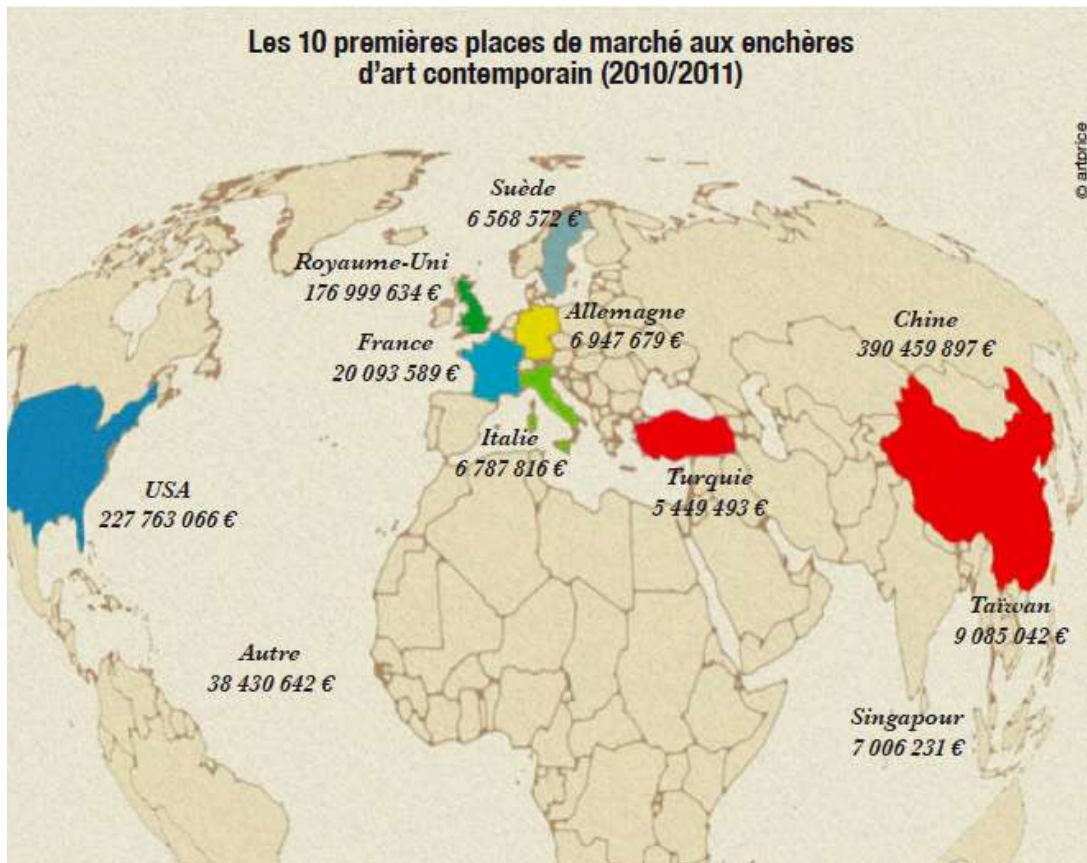 Les 10 premières places de marché aux enchères
d'art contemporain (2010/2011)
© artprice
Suède
6 568 572 €
Royaume-Uni
176 999 634 €
Allemagne
6 947 679 €
Chine
390 459 897 €
France
20 093 589 €
Italie
6 787 816 €
Turquie
5 449 493 €
USA
227 763 066 €
Taïwan
9 085 042 €
Autre
38 430 642 €
Singapour
7 006 231 €